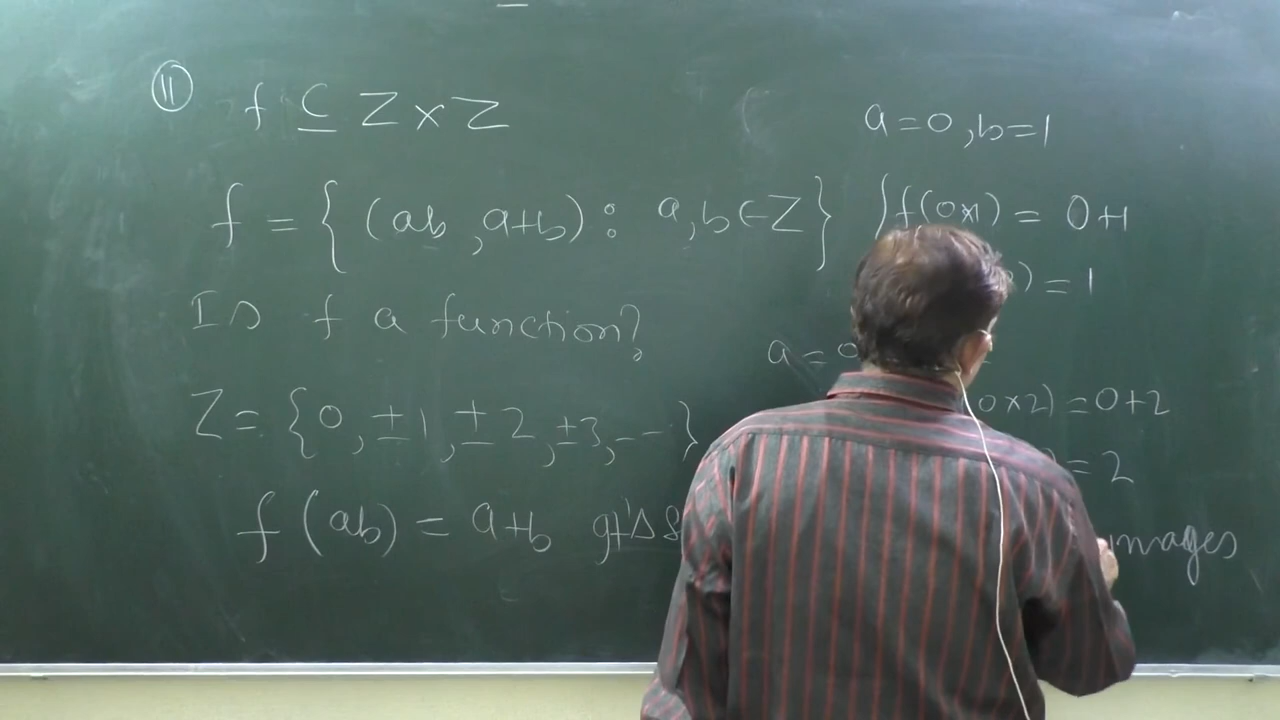 11 f ⊆ Z × Z
f = { (ab, a+b) : a,b ∈ Z }
Is f a function?
Z = {0, ±1, ±2, ±3, -- }
f (ab) = a+b
a = 0, b = 1
f(0×1) = 0+1
) = 1
a = 0
0×2) = 0+2
) = 2
images